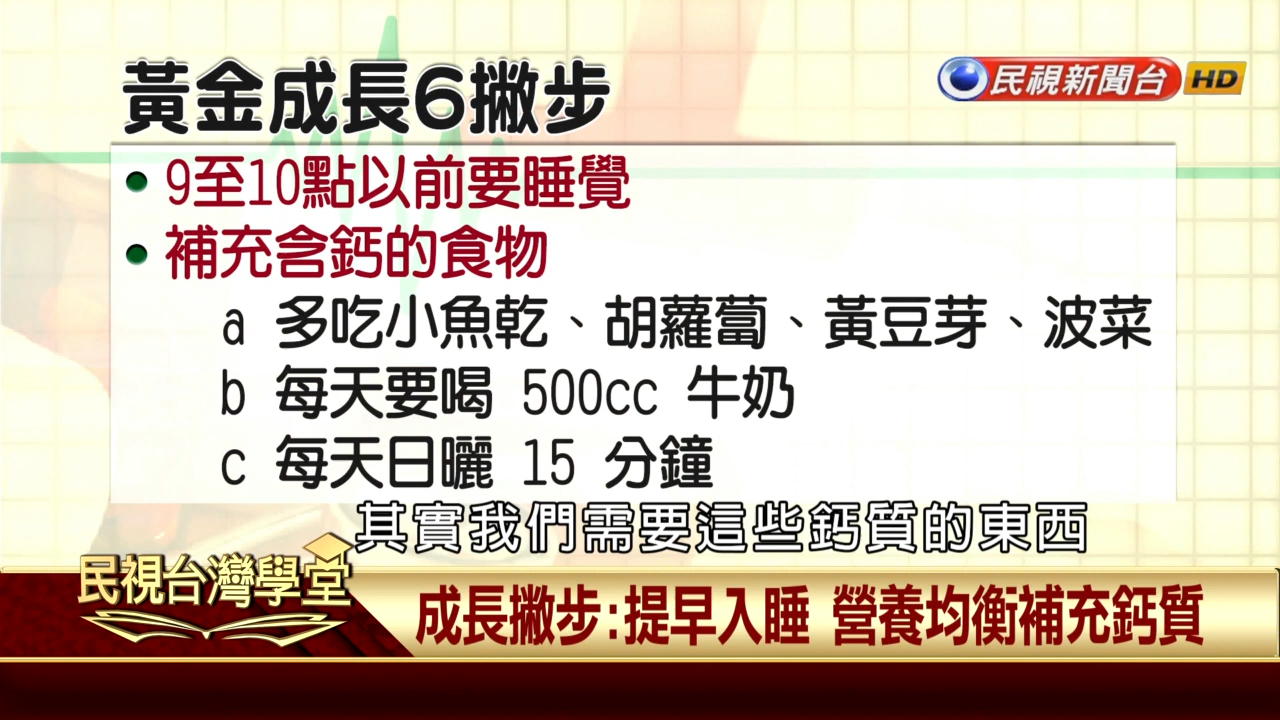 黃金成長6撇步
民視新聞台 HD
9至10點以前要睡覺
補充含鈣的食物
a 多吃小魚乾、胡蘿蔔、黃豆芽、波菜
b 每天要喝 500cc 牛奶
c 每天日曬 15 分鐘
其實我們需要這些鈣質的東西
民視台灣學堂
成長撇步:提早入睡 營養均衡補充鈣質